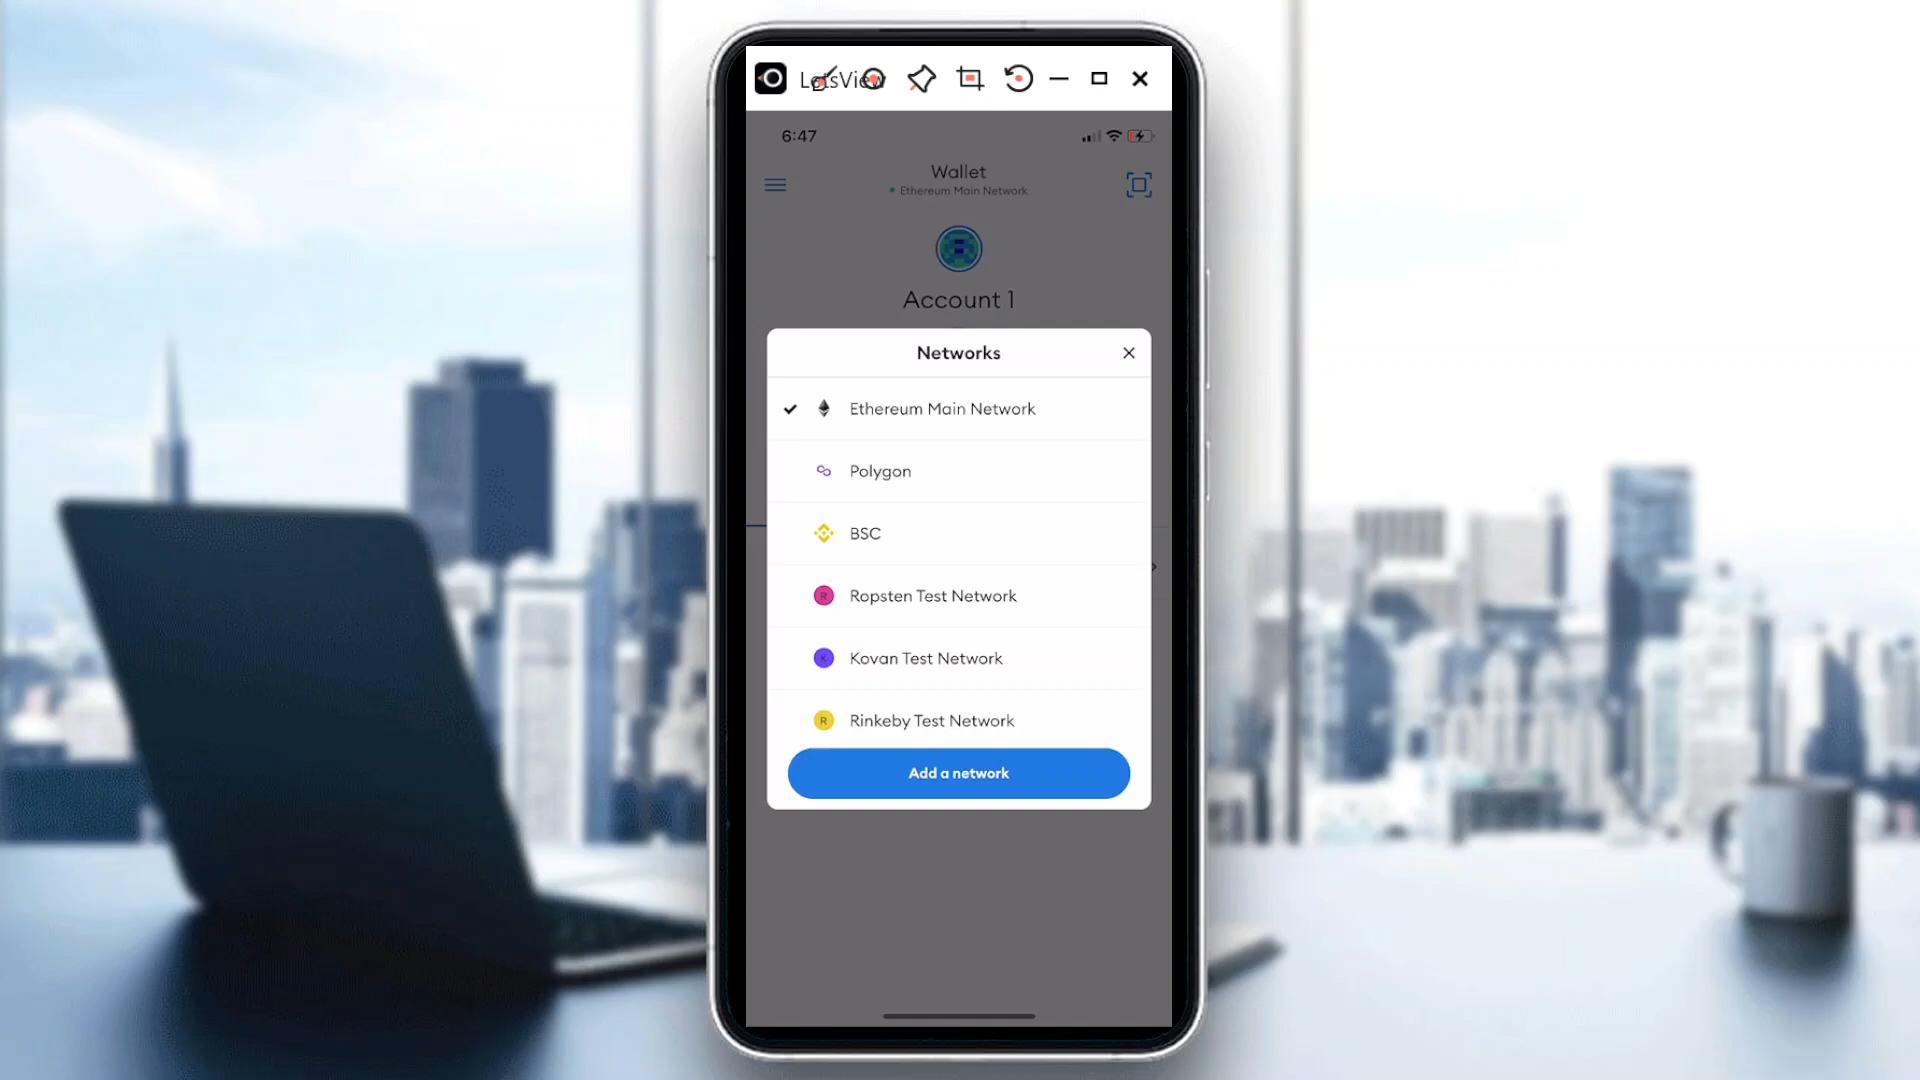 LetsView
6:47
Wallet
Ethereum Main Network
Account 1
Networks
Ethereum Main Network
Polygon
BSC
R Ropsten Test Network
K Kovan Test Network
R Rinkeby Test Network
Add a network